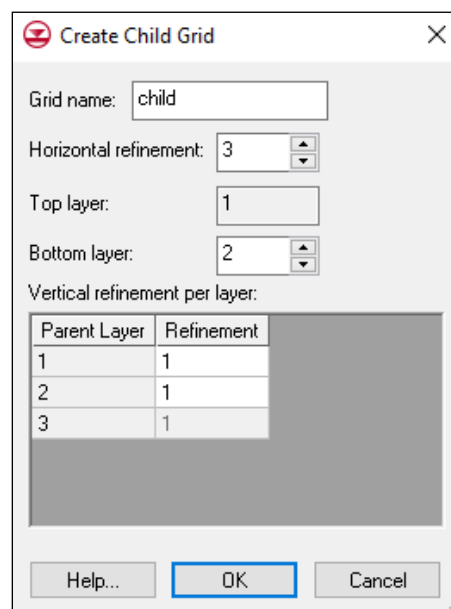 Create Child Grid
Grid name: child
Horizontal refinement: 3
Top layer: 1
Bottom layer: 2
Vertical refinement per layer:
Parent Layer Refinement
1 1
2 1
3 1
Help... OK Cancel